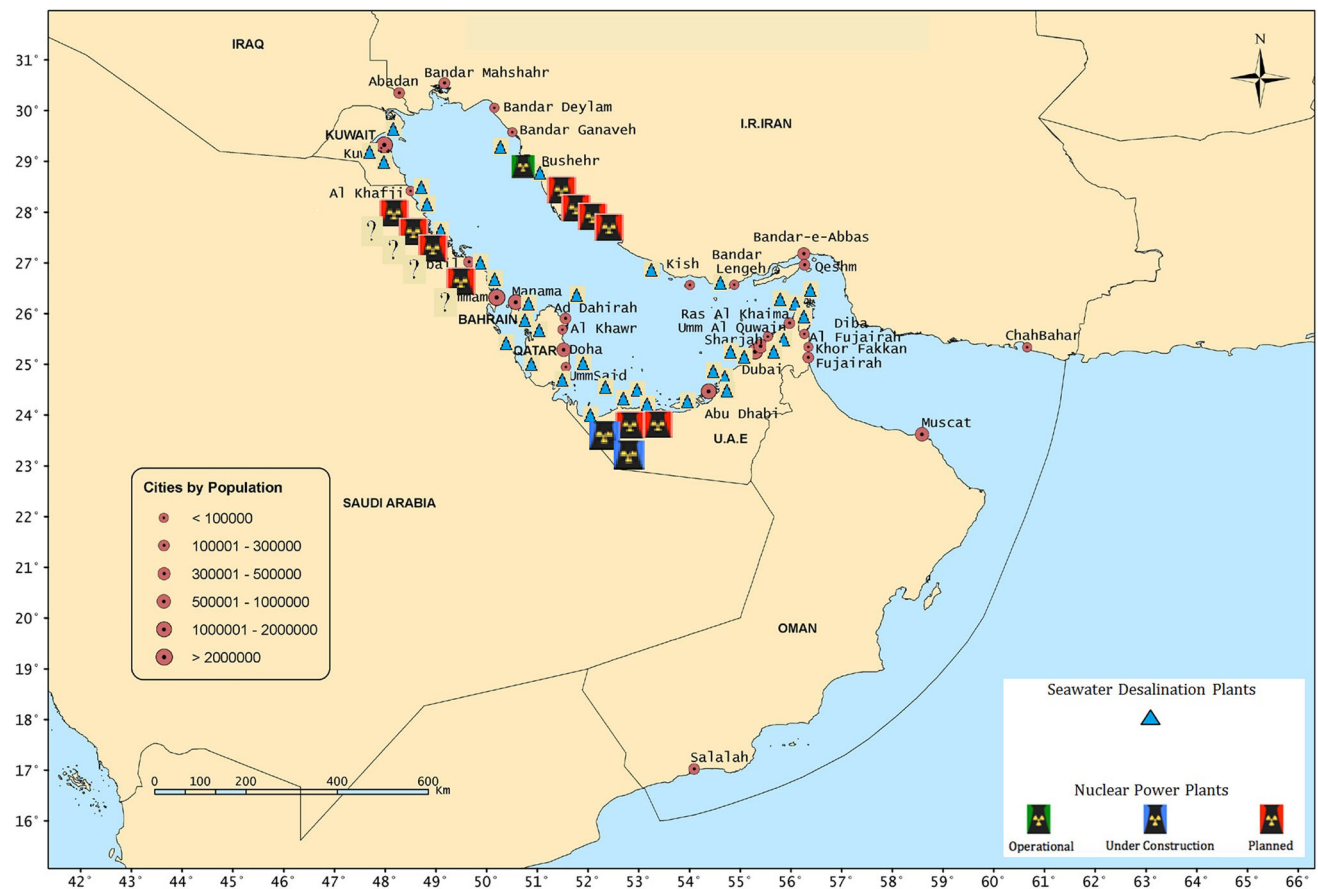 N
IRAQ
31°
Bandar Mahshahr
Abadan
30°
Bandar Deylam
I.R.IRAN
Bandar Ganaveh
KUWAIT
29°
Bushehr
Al Khafji
28°
?
?
Bandar-e-Abbas
27°
?
bail
Kish
Bandar
Lengeh
Qeshm
?
mmam
Manama
Ad Dahirah
26°
BAHRAIN
Al Khawr
Ras Al Khaima
Umm Al Quwain
Diba
Al Fujairah
ChahBahar
QATAR
Doha
Sharjah
Khor Fakkan
25°
UmmSaid
Dubai
Fujairah
24°
Abu Dhabi
Muscat
U.A.E
23°
Cities by Population
SAUDI ARABIA
22°
< 100000
100001 - 300000
21°
300001 - 500000
500001 - 1000000
20°
1000001 - 2000000
OMAN
> 2000000
19°
Seawater Desalination Plants
18°
Salalah
17°
0 100 200 400 600
Km
Nuclear Power Plants
16°
Operational
Under Construction
Planned
42° 43° 44° 45° 46° 47° 48° 49° 50° 51° 52° 53° 54° 55° 56° 57° 58° 59° 60° 61° 62° 63° 64° 65° 66°